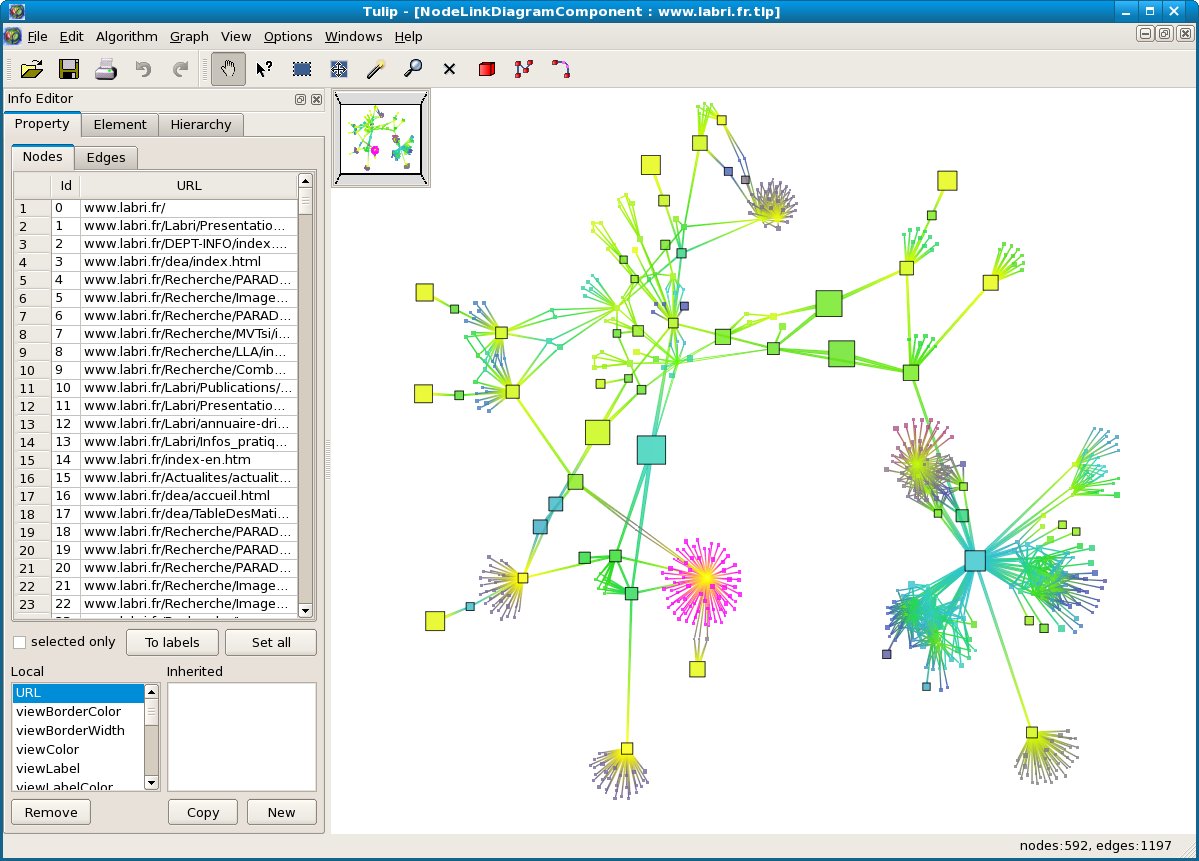 Tulip - [NodeLinkDiagramComponent : www.labri.fr.tlp]
File Edit Algorithm Graph View Options Windows Help
Info Editor
Property Element Hierarchy
Nodes Edges
Id URL
1 0 www.labri.fr/
2 1 www.labri.fr/Labri/Presentatio...
3 2 www.labri.fr/DEPT-INFO/index....
4 3 www.labri.fr/dea/index.html
5 4 www.labri.fr/Recherche/PARAD...
6 5 www.labri.fr/Recherche/Image...
7 6 www.labri.fr/Recherche/PARAD...
8 7 www.labri.fr/Recherche/MVTsi/i...
9 8 www.labri.fr/Recherche/LLA/in...
10 9 www.labri.fr/Recherche/Comb...
11 10 www.labri.fr/Labri/Publications/...
12 11 www.labri.fr/Labri/Presentatio...
13 12 www.labri.fr/Labri/annuaire-dri...
14 13 www.labri.fr/Labri/Infos_pratiq...
15 14 www.labri.fr/index-en.htm
16 15 www.labri.fr/Actualites/actualit...
17 16 www.labri.fr/dea/accueil.html
18 17 www.labri.fr/dea/TableDesMati...
19 18 www.labri.fr/Recherche/PARAD...
20 19 www.labri.fr/Recherche/PARAD...
21 20 www.labri.fr/Recherche/PARAD...
22 21 www.labri.fr/Recherche/Image...
23 22 www.labri.fr/Recherche/Image...
selected only To labels Set all
Local Inherited
URL
viewBorderColor
viewBorderWidth
viewColor
viewLabel
viewLabelColor
Remove Copy New
nodes:592, edges:1197